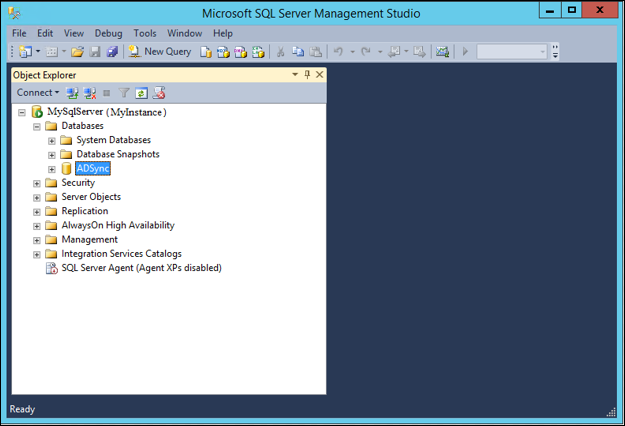 Microsoft SQL Server Management Studio
File Edit View Debug Tools Window Help
New Query
Object Explorer
Connect
MySqlServer (MyInstance)
Databases
System Databases
Database Snapshots
ADSync
Security
Server Objects
Replication
AlwaysOn High Availability
Management
Integration Services Catalogs
SQL Server Agent (Agent XPs disabled)
Ready